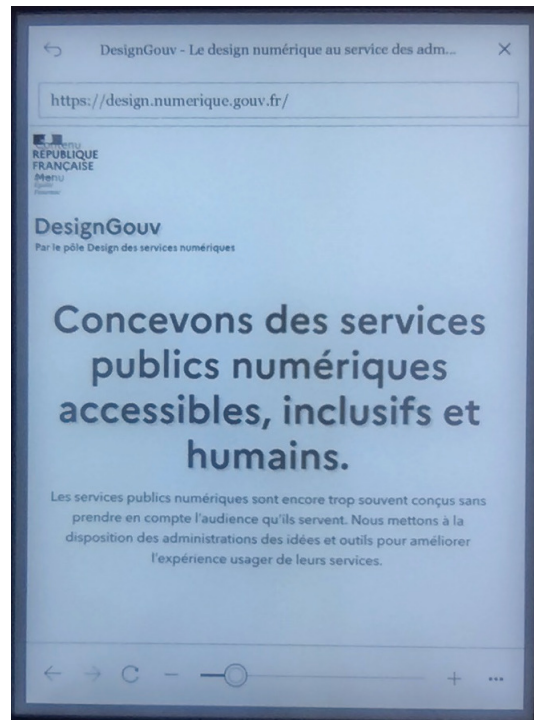 DesignGouv - Le design numérique au service des adm...
https://design.numerique.gouv.fr/
Contenu
RÉPUBLIQUE
FRANÇAISE
Menu
DesignGouv
Par le pôle Design des services numériques
Concevons des services
publics numériques
accessibles, inclusifs et
humains.
Les services publics numériques sont encore trop souvent conçus sans
prendre en compte l'audience qu'ils servent. Nous mettons à la
disposition des administrations des idées et outils pour améliorer
l'expérience usager de leurs services.